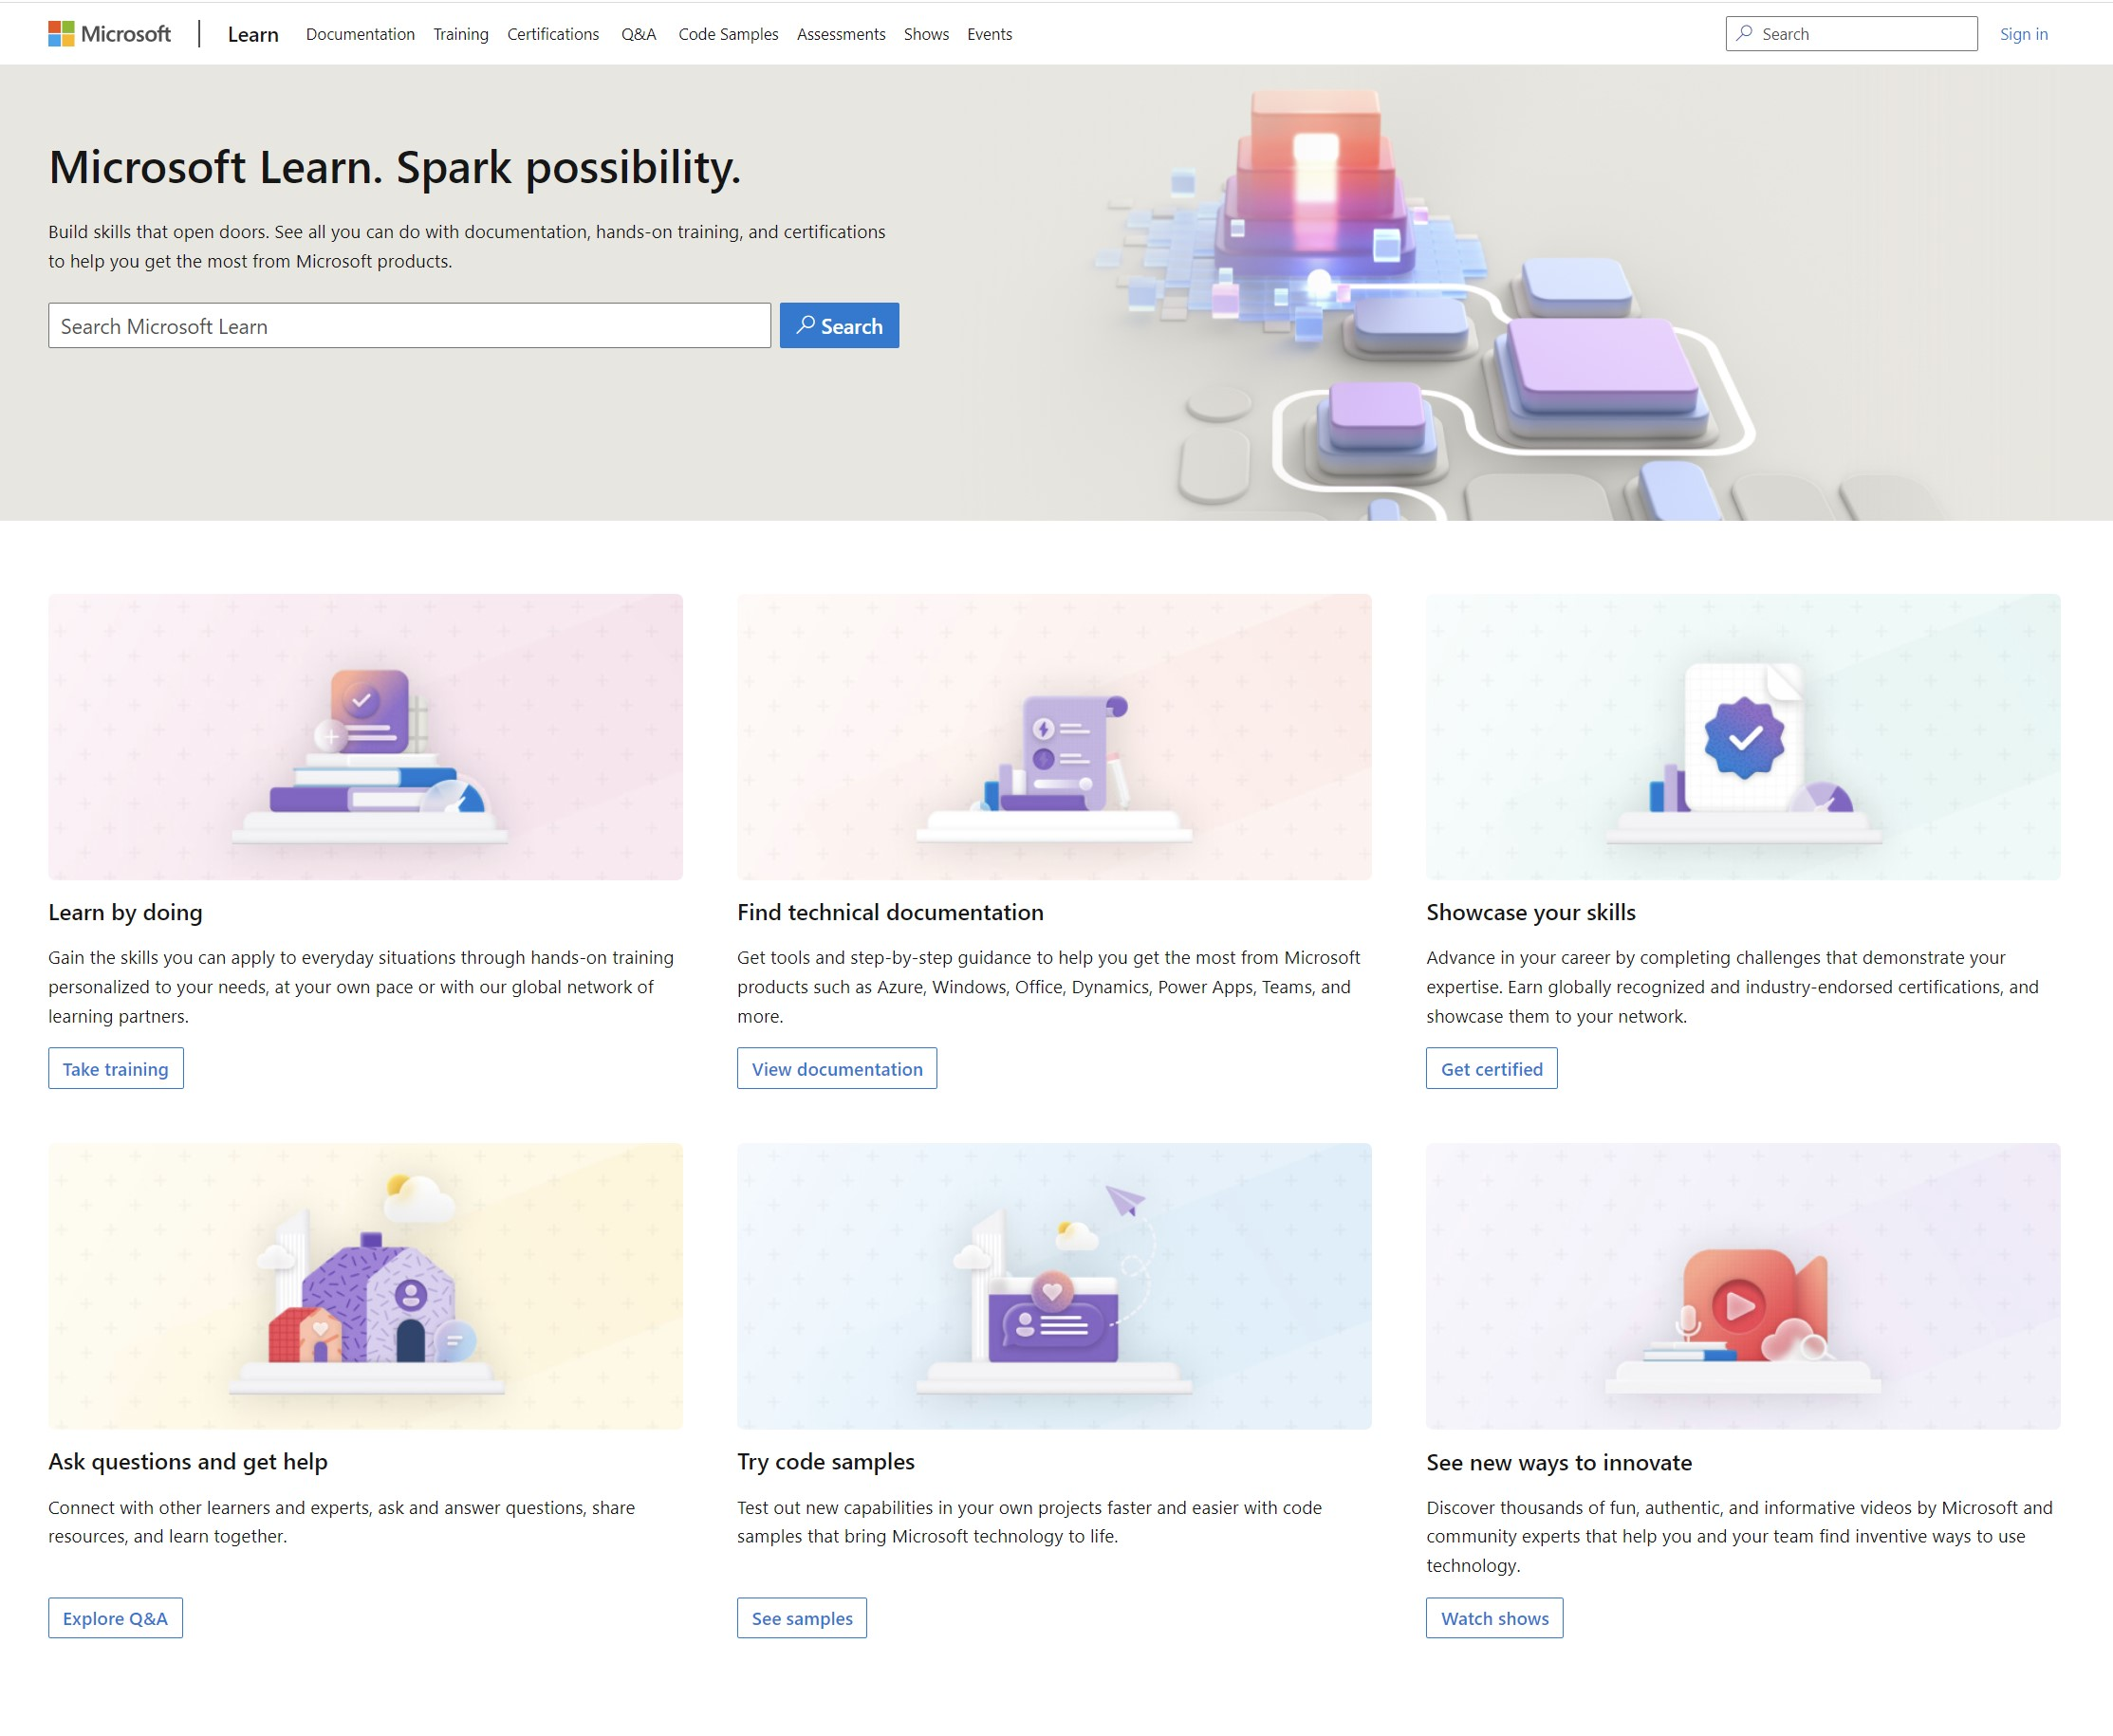 Microsoft
Learn
Documentation
Training
Certifications
Q&A
Code Samples
Assessments
Shows
Events
Search
Sign in
Microsoft Learn. Spark possibility.
Build skills that open doors. See all you can do with documentation, hands-on training, and certifications
to help you get the most from Microsoft products.
Search Microsoft Learn
Search
Learn by doing
Gain the skills you can apply to everyday situations through hands-on training
personalized to your needs, at your own pace or with our global network of
learning partners.
Take training
Find technical documentation
Get tools and step-by-step guidance to help you get the most from Microsoft
products such as Azure, Windows, Office, Dynamics, Power Apps, Teams, and
more.
View documentation
Showcase your skills
Advance in your career by completing challenges that demonstrate your
expertise. Earn globally recognized and industry-endorsed certifications, and
showcase them to your network.
Get certified
Ask questions and get help
Connect with other learners and experts, ask and answer questions, share
resources, and learn together.
Explore Q&A
Try code samples
Test out new capabilities in your own projects faster and easier with code
samples that bring Microsoft technology to life.
See samples
See new ways to innovate
Discover thousands of fun, authentic, and informative videos by Microsoft and
community experts that help you and your team find inventive ways to use
technology.
Watch shows